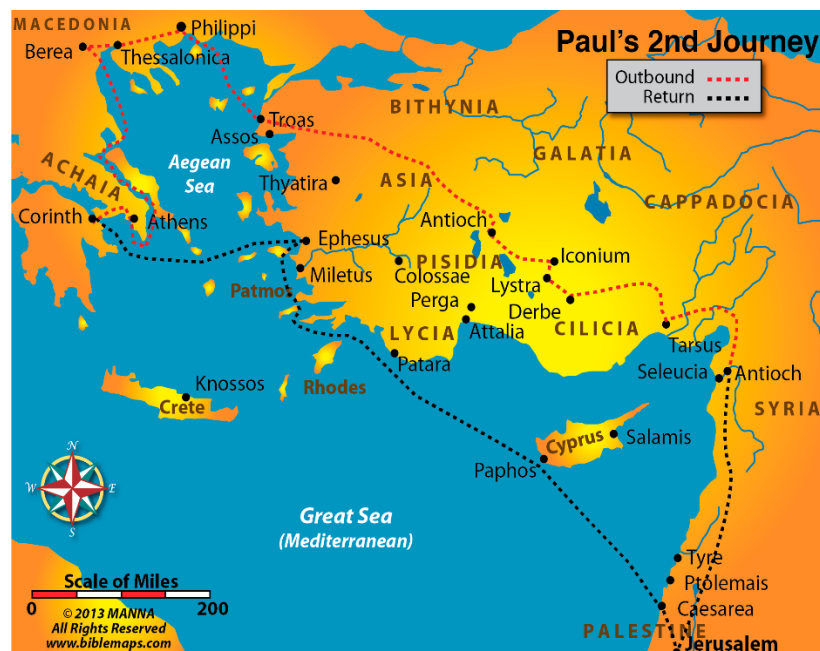 MACEDONIA
Philippi
Berea
Thessalonica
Paul's 2nd Journey
Outbound
Return
BITHYNIA
Troas
Assos
GALATIA
Aegean
Sea
ACHAIA
Thyatira
ASIA
CAPPADOCIA
Corinth
Athens
Antioch
Ephesus
Iconium
PISIDIA
Miletus
Colossae
Lystra
Patmos
Perga
Derbe
LYCIA
Attalia
CILICIA
Tarsus
Patara
Seleucia
Antioch
Knossos
Rhodes
Crete
SYRIA
Cyprus
Salamis
Paphos
N
W
E
S
Great Sea
(Mediterranean)
Tyre
Scale of Miles
Ptolemais
0
200
Caesarea
© 2013 MANNA
All Rights Reserved
www.biblemaps.com
PALESTINE
Jerusalem